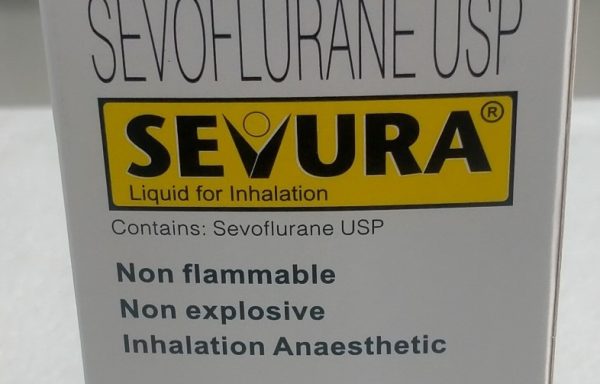 SEVOFLURANE USP
SEVURA®
Liquid for Inhalation
Contains: Sevoflurane USP
Non flammable
Non explosive
Inhalation Anaesthetic